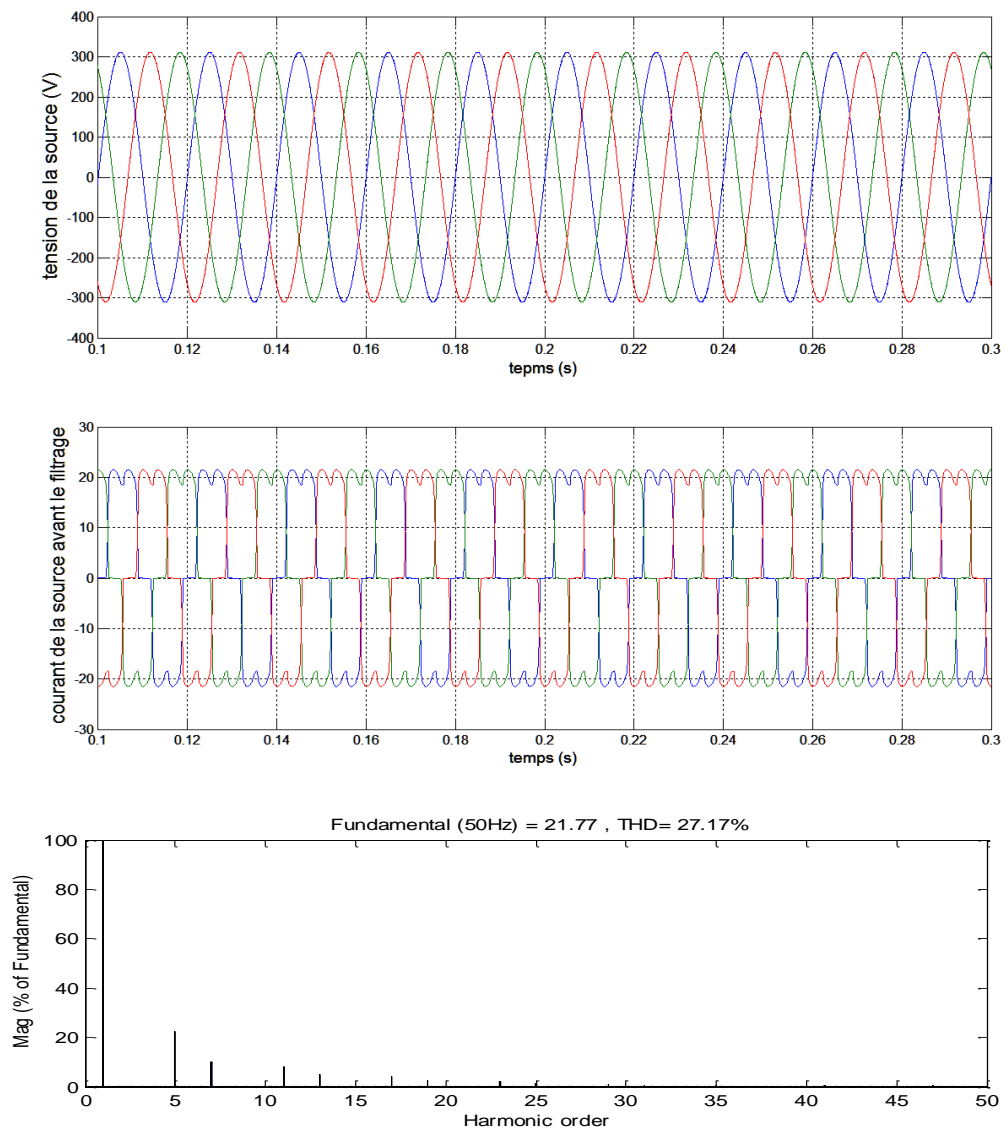 tension de la source (V)
400
300
200
100
0
-100
-200
-300
-400
0.1 0.12 0.14 0.16 0.18 0.2 0.22 0.24 0.26 0.28 0.3
tepms (s)
courant de la source avant le filtrage
30
20
10
0
-10
-20
-30
0.1 0.12 0.14 0.16 0.18 0.2 0.22 0.24 0.26 0.28 0.3
temps (s)
Fundamental (50Hz) = 21.77 , THD= 27.17%
Mag (% of Fundamental)
100
80
60
40
20
0
0 5 10 15 20 25 30 35 40 45 50
Harmonic order